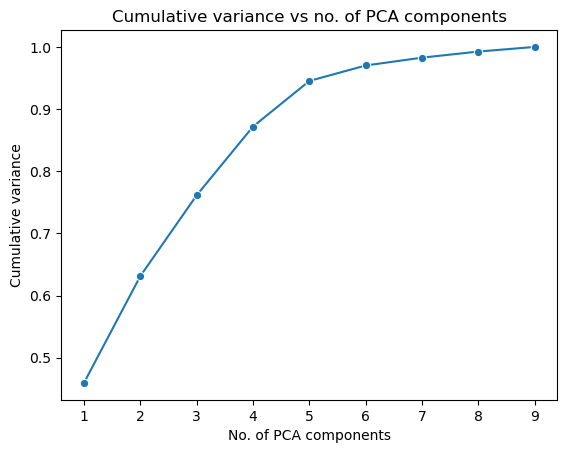 Cumulative variance vs no. of PCA components
1.0
0.9
0.8
0.7
0.6
0.5
Cumulative variance
1 2 3 4 5 6 7 8 9
No. of PCA components